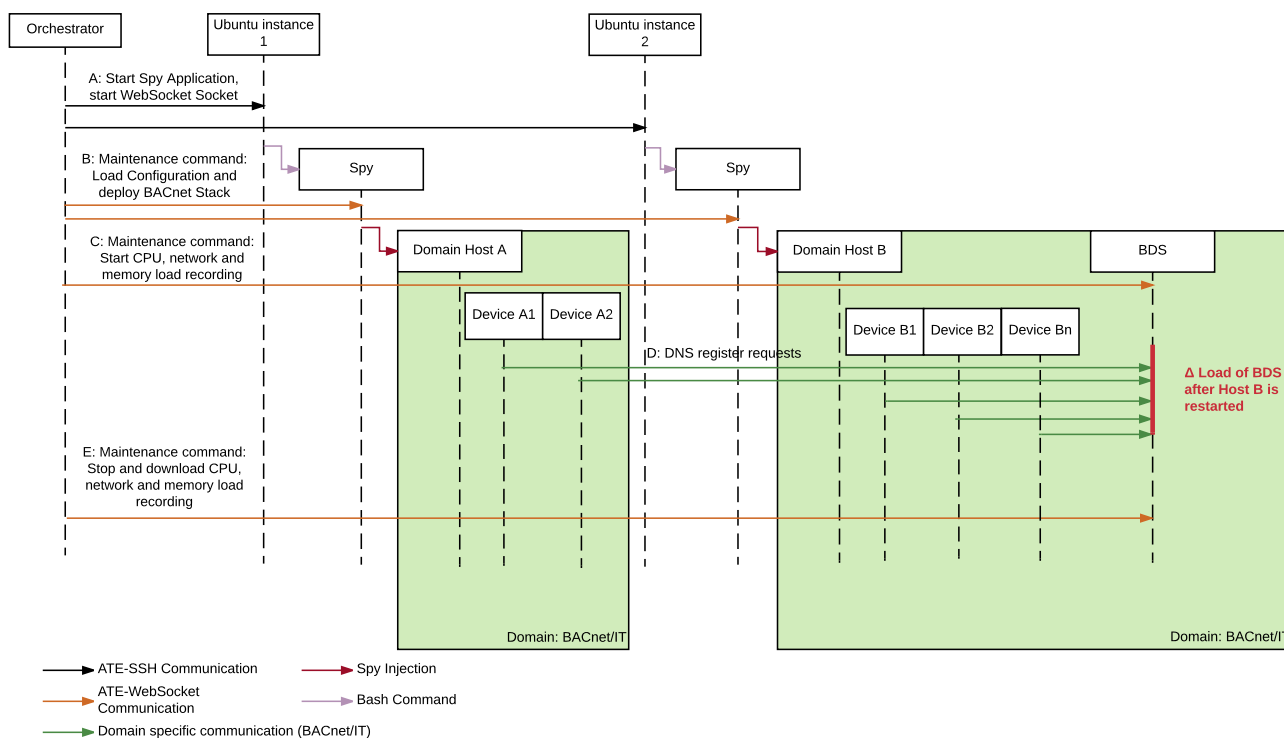 Orchestrator
Ubuntu instance
1
Ubuntu instance
2
A: Start Spy Application,
start WebSocket Socket
B: Maintenance command:
Load Configuration and
deploy BACnet Stack
Spy
Spy
C: Maintenance command:
Start CPU, network and
memory load recording
Domain Host A
Domain Host B
BDS
Device A1
Device A2
Device B1
Device B2
Device Bn
D: DNS register requests
Δ Load of BDS
after Host B is
restarted
E: Maintenance command:
Stop and download CPU,
network and memory load
recording
Domain: BACnet/IT
Domain: BACnet/IT
ATE-SSH Communication
Spy Injection
ATE-WebSocket
Communication
Bash Command
Domain specific communication (BACnet/IT)